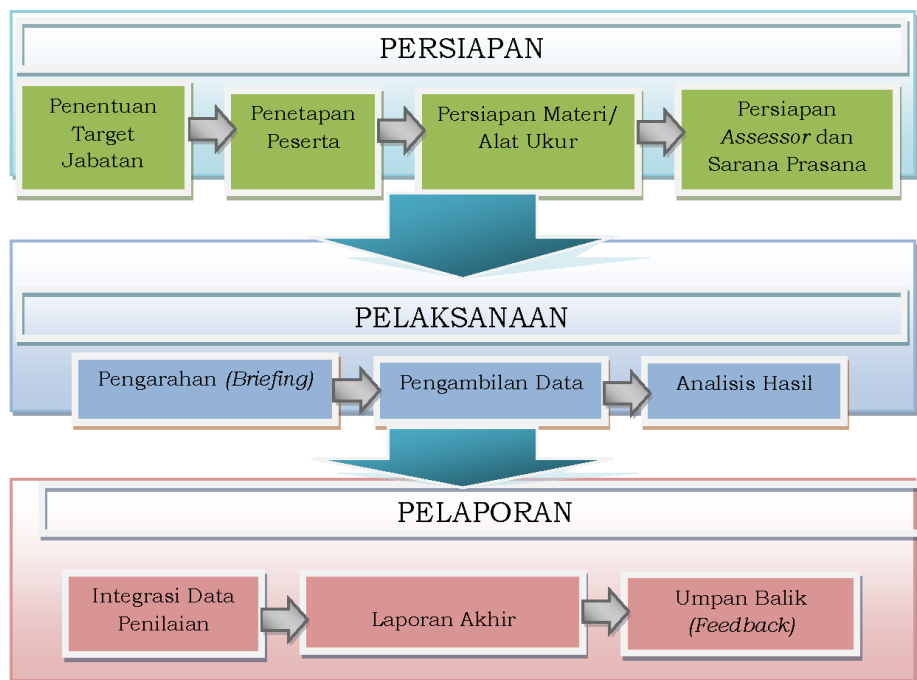 PERSIAPAN
Penentuan
Target
Jabatan
Penetapan
Peserta
Persiapan Materi/
Alat Ukur
Persiapan
Assessor dan
Sarana Prasana
PELAKSANAAN
Pengarahan (Briefing)
Pengambilan Data
Analisis Hasil
PELAPORAN
Integrasi Data
Penilaian
Laporan Akhir
Umpan Balik
(Feedback)